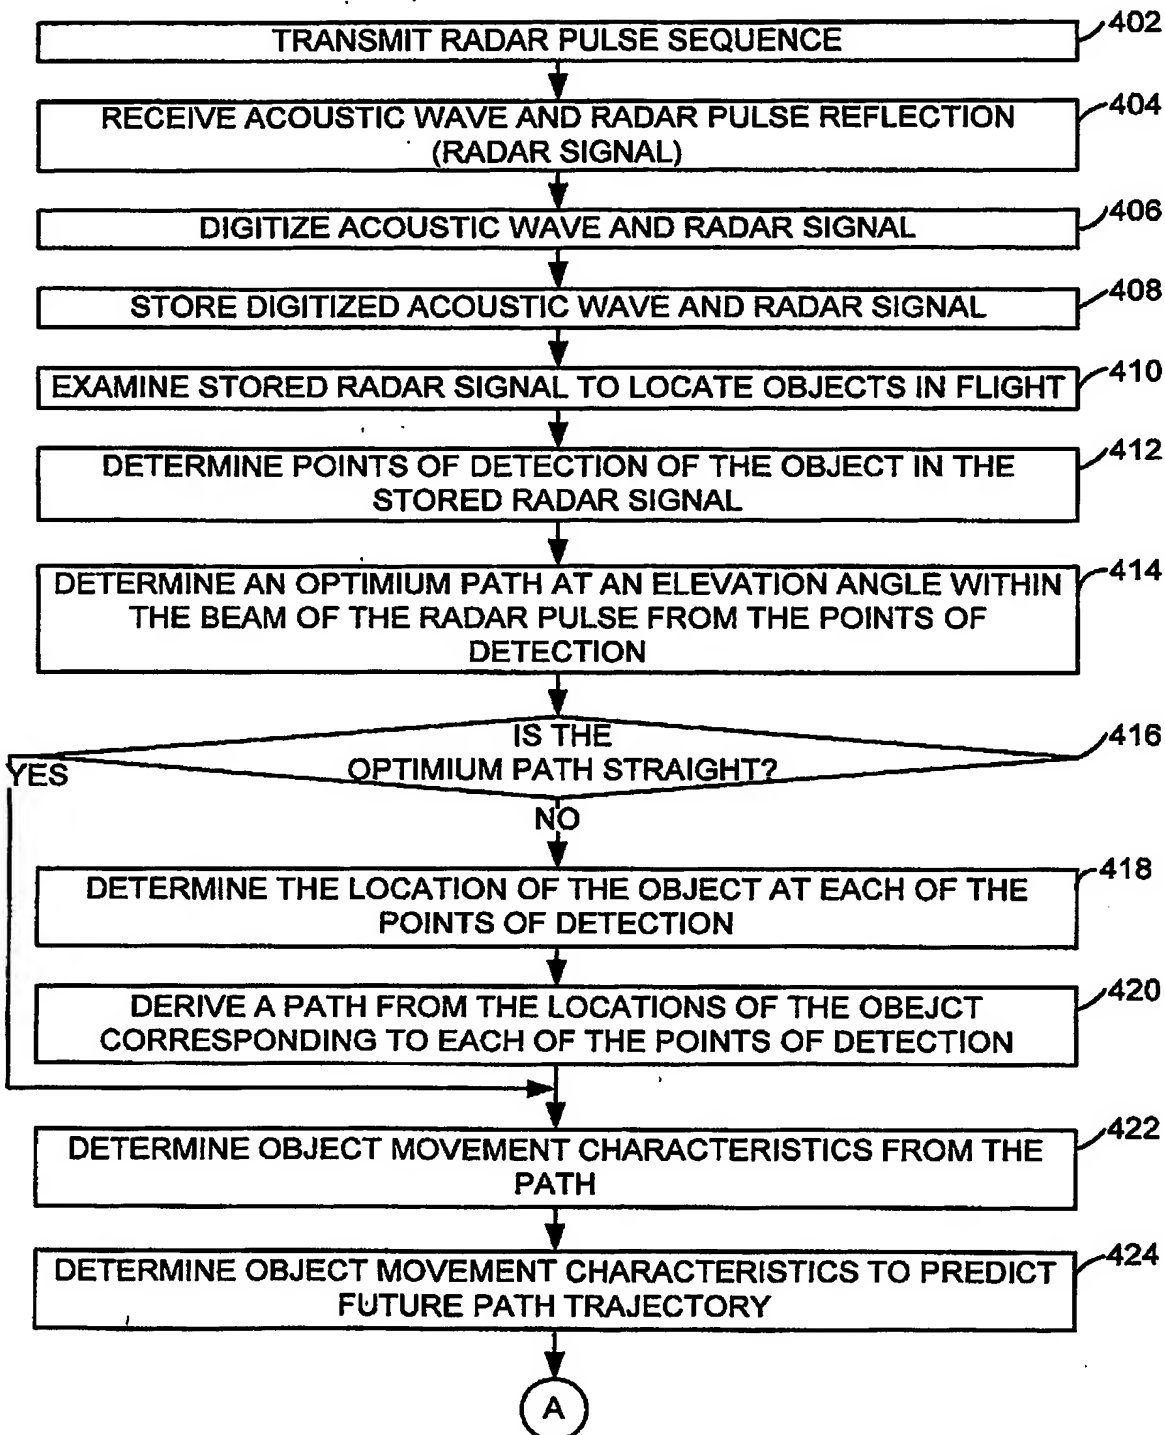 TRANSMIT RADAR PULSE SEQUENCE
402
RECEIVE ACOUSTIC WAVE AND RADAR PULSE REFLECTION
(RADAR SIGNAL)
404
DIGITIZE ACOUSTIC WAVE AND RADAR SIGNAL
406
STORE DIGITIZED ACOUSTIC WAVE AND RADAR SIGNAL
408
EXAMINE STORED RADAR SIGNAL TO LOCATE OBJECTS IN FLIGHT
410
DETERMINE POINTS OF DETECTION OF THE OBJECT IN THE
STORED RADAR SIGNAL
412
DETERMINE AN OPTIMIUM PATH AT AN ELEVATION ANGLE WITHIN
THE BEAM OF THE RADAR PULSE FROM THE POINTS OF
DETECTION
414
IS THE
OPTIMIUM PATH STRAIGHT?
416
YES
NO
DETERMINE THE LOCATION OF THE OBJECT AT EACH OF THE
POINTS OF DETECTION
418
DERIVE A PATH FROM THE LOCATIONS OF THE OBEJCT
CORRESPONDING TO EACH OF THE POINTS OF DETECTION
420
DETERMINE OBJECT MOVEMENT CHARACTERISTICS FROM THE
PATH
422
DETERMINE OBJECT MOVEMENT CHARACTERISTICS TO PREDICT
FUTURE PATH TRAJECTORY
424
A